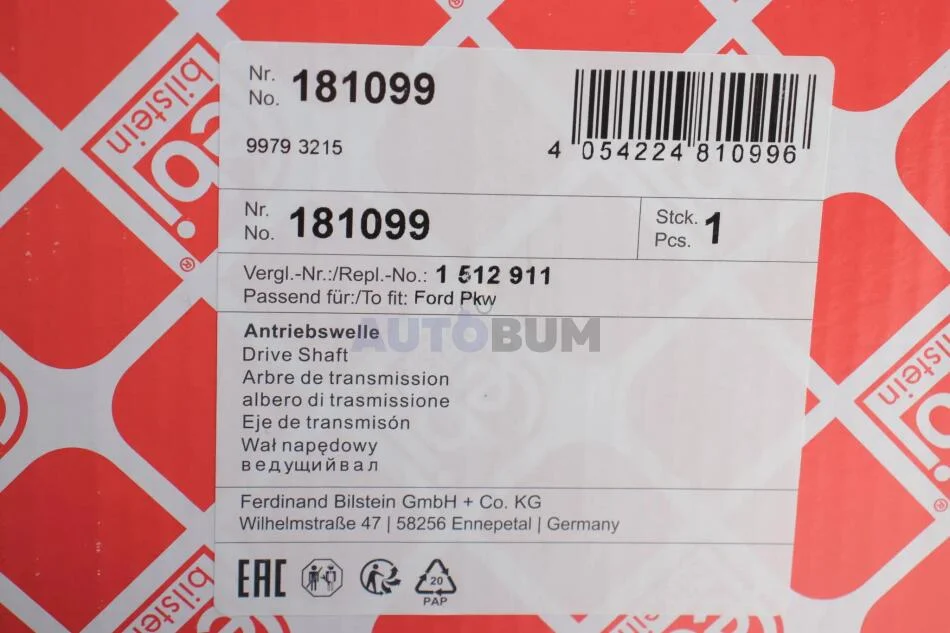 Nr.
No. 181099
9979 3215
4 054224 810996
Nr.
No. 181099
Stck.
Pcs. 1
Vergl.-Nr.:/Repl.-No.: 1 512 911
Passend für:/To fit: Ford Pkw
AUTOBUM
Antriebswelle
Drive Shaft
Arbre de transmission
albero di trasmissione
Eje de transmisón
Wał napędowy
ведущийвал
Ferdinand Bilstein GmbH + Co. KG
Wilhelmstraße 47 | 58256 Ennepetal | Germany
EAC
20
PAP
bilstein
febi
®
bilstein
bilstein
bilstein